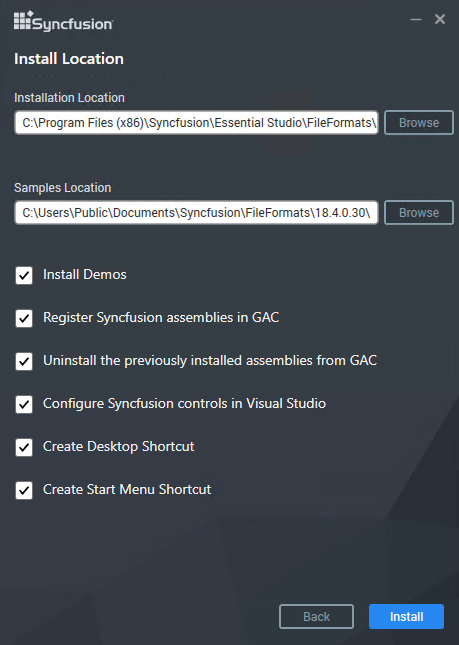 Syncfusion
Install Location
Installation Location
C:\Program Files (x86)\Syncfusion\Essential Studio\FileFormats\
Browse
Samples Location
C:\Users\Public\Documents\Syncfusion\FileFormats\18.4.0.30\
Browse
Install Demos
Register Syncfusion assemblies in GAC
Uninstall the previously installed assemblies from GAC
Configure Syncfusion controls in Visual Studio
Create Desktop Shortcut
Create Start Menu Shortcut
Back
Install